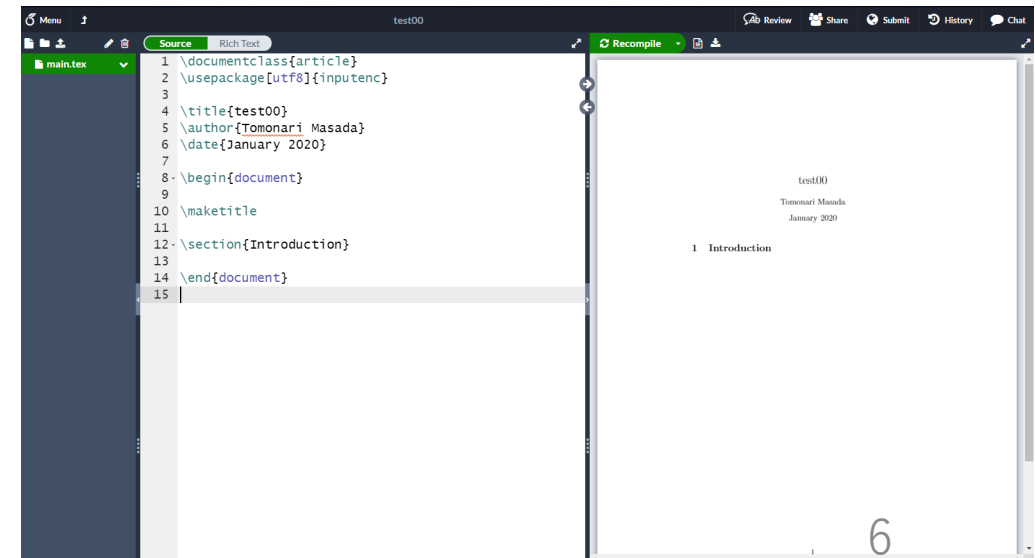 Menu test00 Review Share Submit History Chat
Source Rich Text Recompile
main.tex
1 \documentclass{article}
2 \usepackage[utf8]{inputenc}
3
4 \title{test00}
5 \author{Tomonari Masada}
6 \date{January 2020}
7
8 \begin{document}
9
10 \maketitle
11
12 \section{Introduction}
13
14 \end{document}
15
test00
Tomonari Masada
January 2020
1 Introduction
1
6